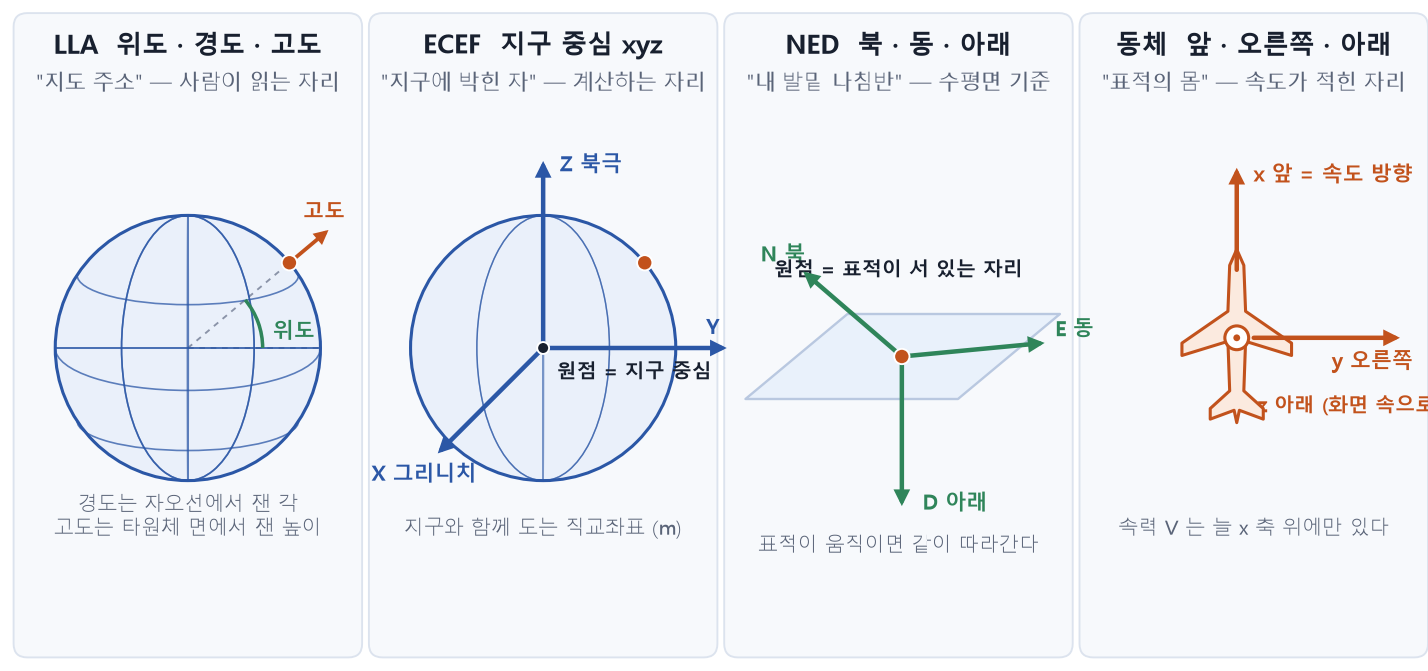 LLA 위도 · 경도 · 고도
"지도 주소" — 사람이 읽는 자리
고도
위도
경도는 자오선에서 잰 각
고도는 타원체 면에서 잰 높이
ECEF 지구 중심 xyz
"지구에 박힌 자" — 계산하는 자리
Z 북극
Y
원점 = 지구 중심
X 그리니치
지구와 함께 도는 직교좌표 (m)
NED 북 · 동 · 아래
"내 발밑 나침반" — 수평면 기준
N 북
원점 = 표적이 서 있는 자리
E 동
D 아래
표적이 움직이면 같이 따라간다
동체 앞 · 오른쪽 · 아래
"표적의 몸" — 속도가 적힌 자리
x 앞 = 속도 방향
y 오른쪽
z 아래 (화면 속으로
속력 V 는 늘 x 축 위에만 있다